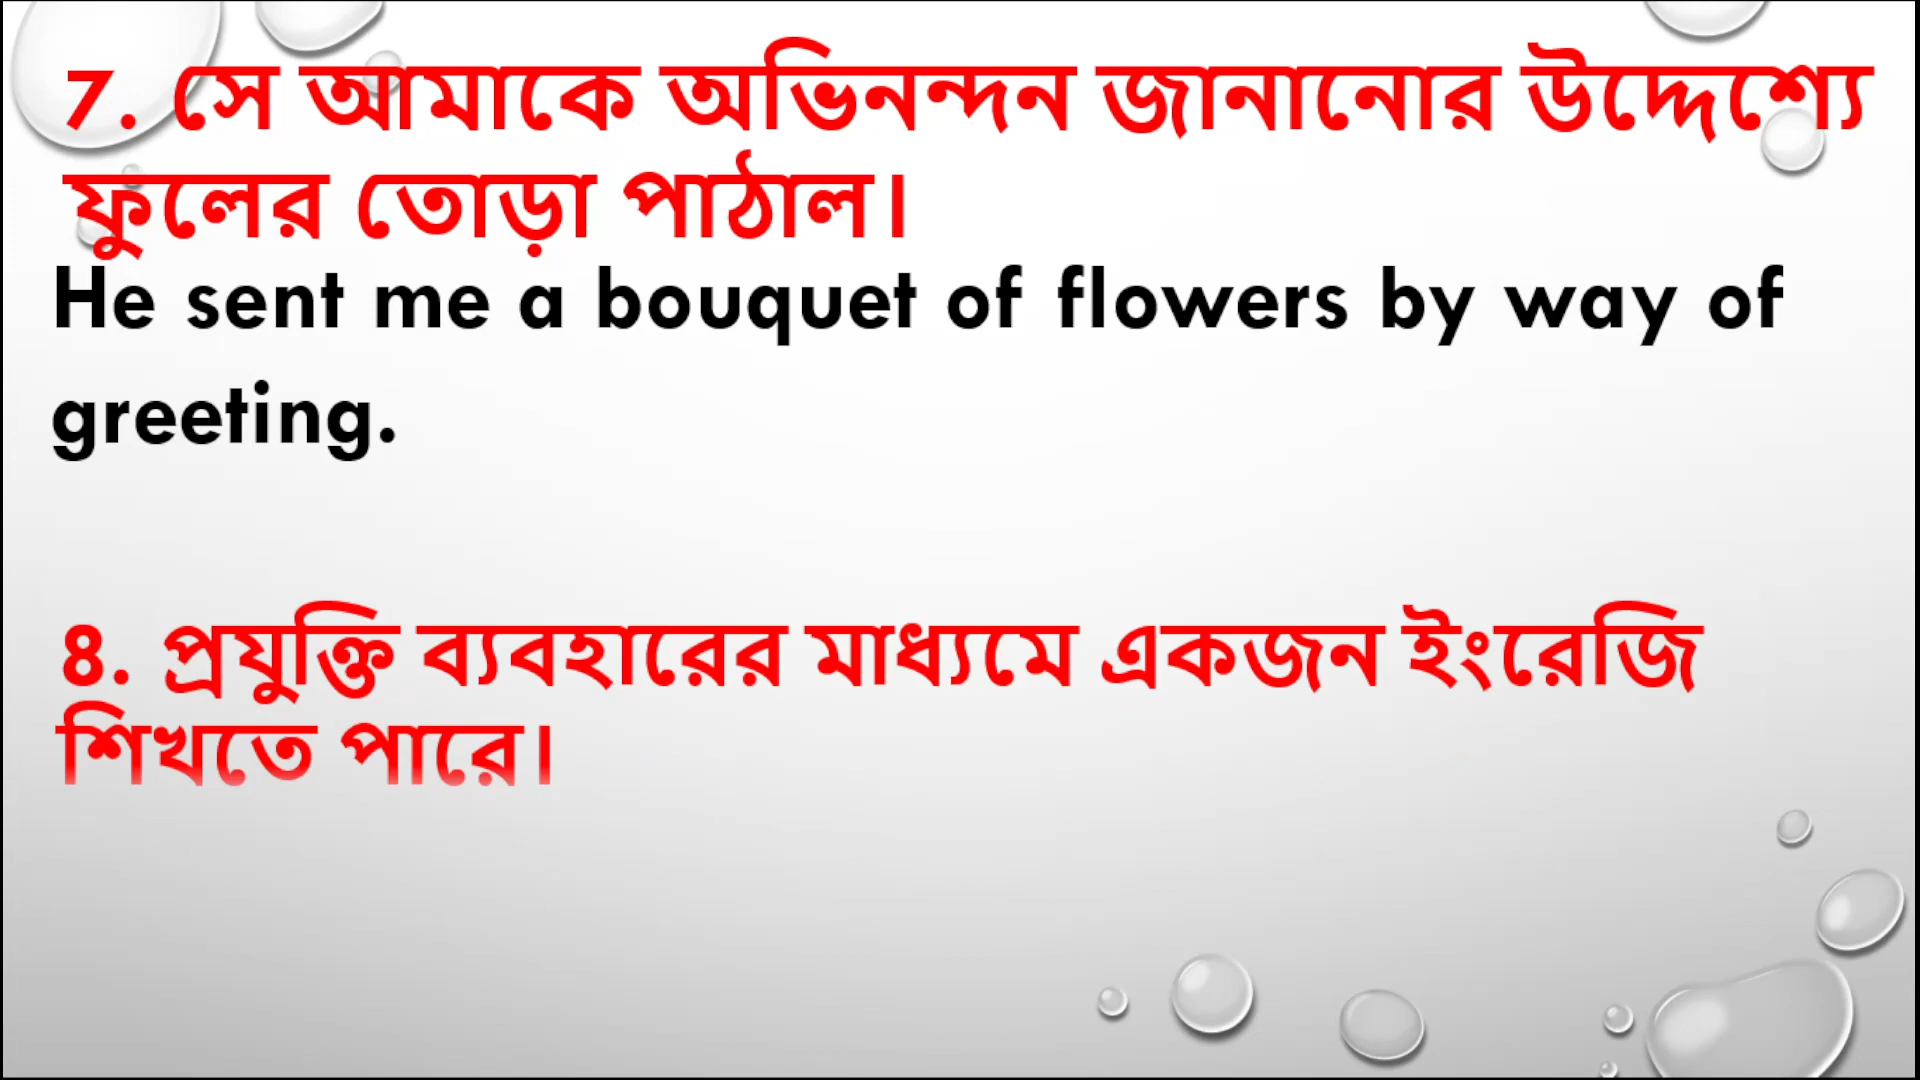 7. সে আমাকে অভিনন্দন জানানোর উদ্দেশ্যে
ফুলের তোড়া পাঠাল।
He sent me a bouquet of flowers by way of
greeting.
8. প্রযুক্তি ব্যবহারের মাধ্যমে একজন ইংরেজি
শিখতে পারে।